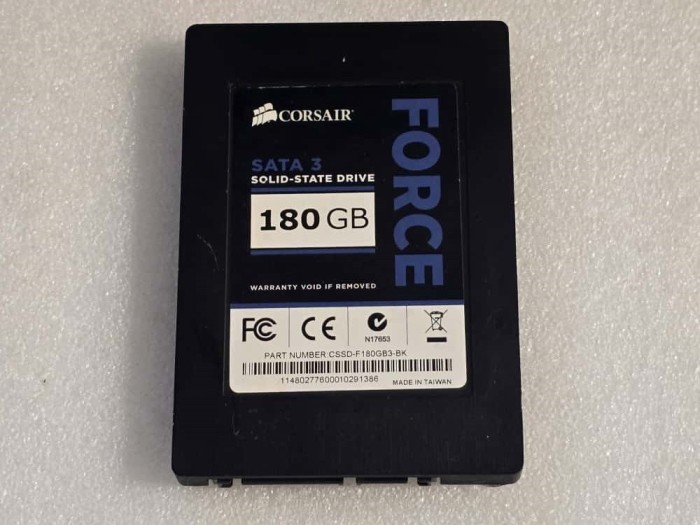 CORSAIR
FORCE
SATA 3
SOLID-STATE DRIVE
180 GB
WARRANTY VOID IF REMOVED
FC CE
N17653
PART NUMBER CSSD-F180GB3-BK
11480277600010291386
MADE IN TAIWAN